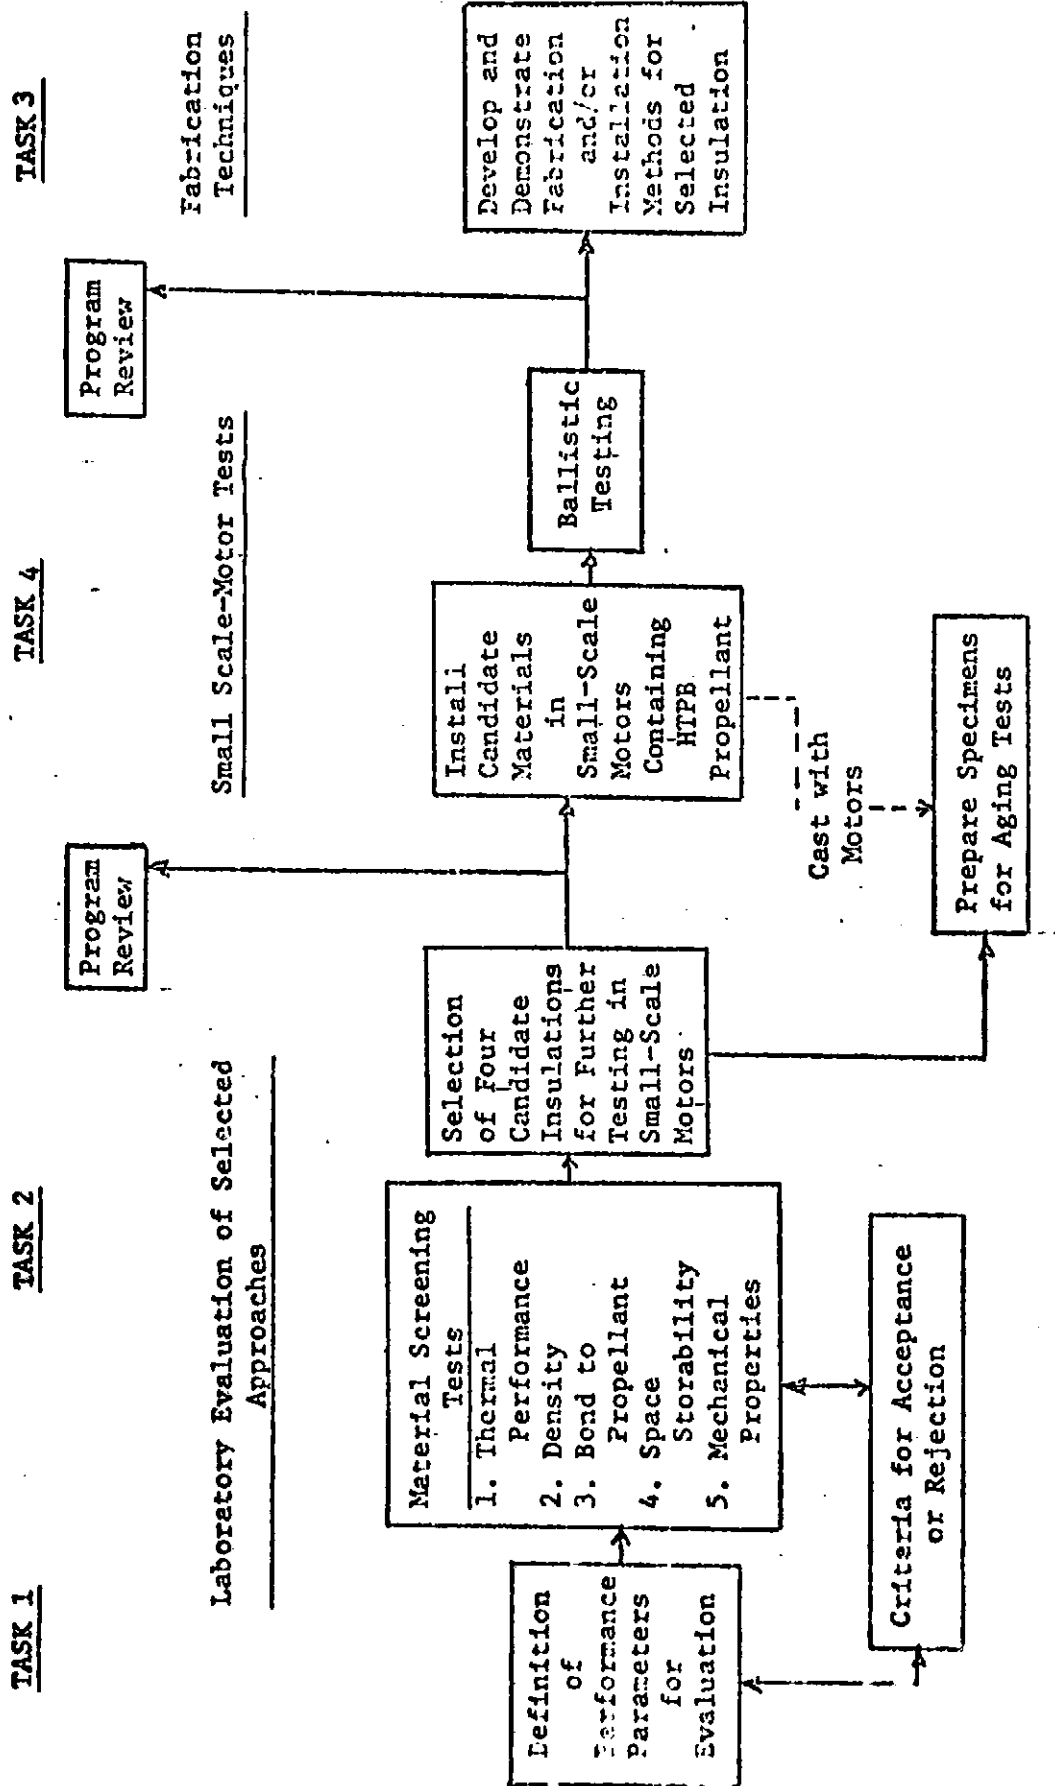 TASK 1
TASK 2
TASK 4
TASK 3
Laboratory Evaluation of Selected
Approaches
Small Scale-Motor Tests
Fabrication
Techniques
Program
Review
Program
Review
Definition
of
Performance
Parameters
for
Evaluation
Material Screening
Tests
1. Thermal
Performance
2. Density
3. Bond to
Propellant
4. Space
Storability
5. Mechanical
Properties
Criteria for Acceptance
or Rejection
Selection
of Four
Candidate
Insulations
for Further
Testing in
Small-Scale
Motors
Install
Candidate
Materials
in
Small-Scale
Motors
Containing
HTPB
Propellant
Cast with
Motors
Prepare Specimens
for Aging Tests
Ballistic
Testing
Develop and
Demonstrate
Fabrication
and/or
Installation
Methods for
Selected
Insulation